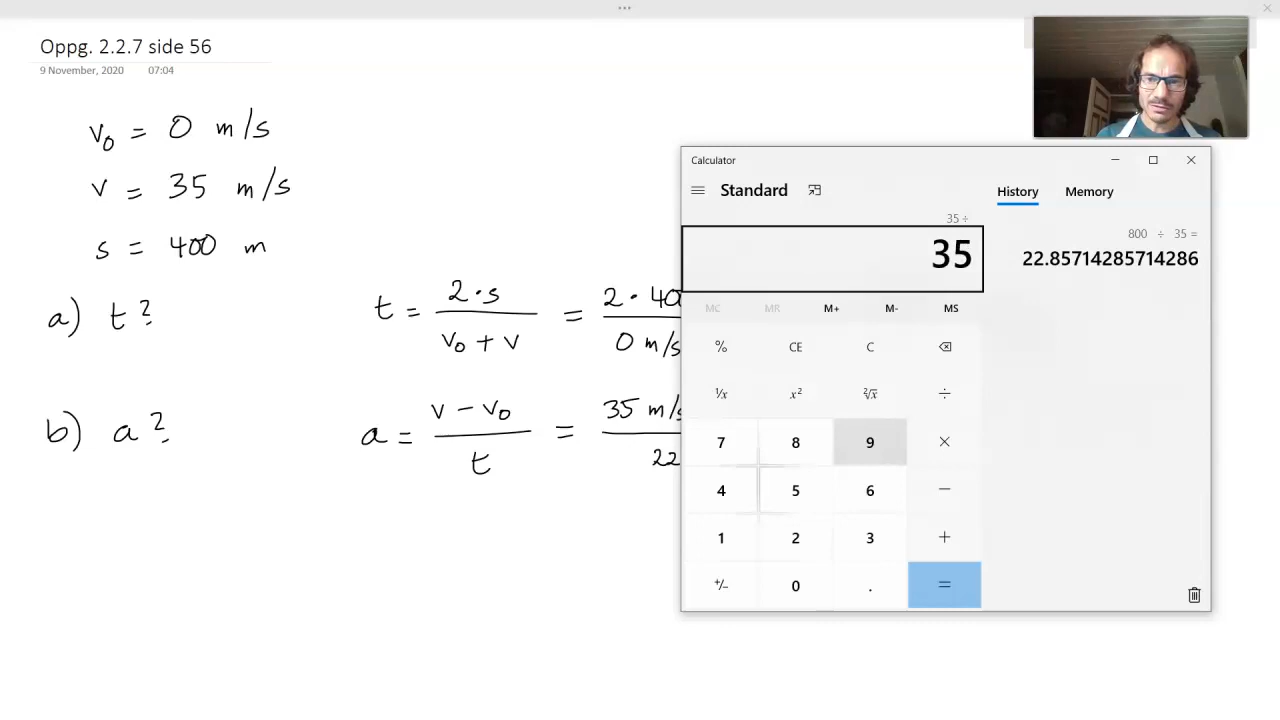 Oppg. 2.2.7 side 56
9 November, 2020 07:04
v₀ = 0 m/s
v = 35 m/s
s = 400 m
a) t?
t = 2·s / v₀ + v = 2·40 / 0 m/s
b) a?
a = v - v₀ / t = 35 m/s / 22
Calculator
Standard
History Memory
35 ÷
35
800 ÷ 35 =
22.85714285714286
MC MR M+ M- MS
% CE C ⌫
¹/x x² ²√x ÷
7 8 9 ×
4 5 6 −
1 2 3 +
+/− 0 . =